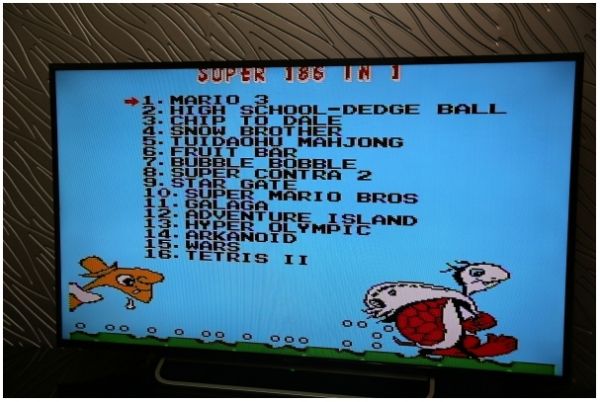 SUPER 186 IN 1
1. MARIO 3
2. HIGH SCHOOL-DEDGE BALL
3. CHIP TO DALE
4. SNOW BROTHER
5. TUIDAOHU MAHJONG
6. FRUIT BAR
7. BUBBLE BOBBLE
8. SUPER CONTRA 2
9. STAR GATE
10. SUPER MARIO BROS
11. GALAGA
12. ADVENTURE ISLAND
13. HYPER OLYMPIC
14. ARKANOID
15. WARS
16. TETRIS II